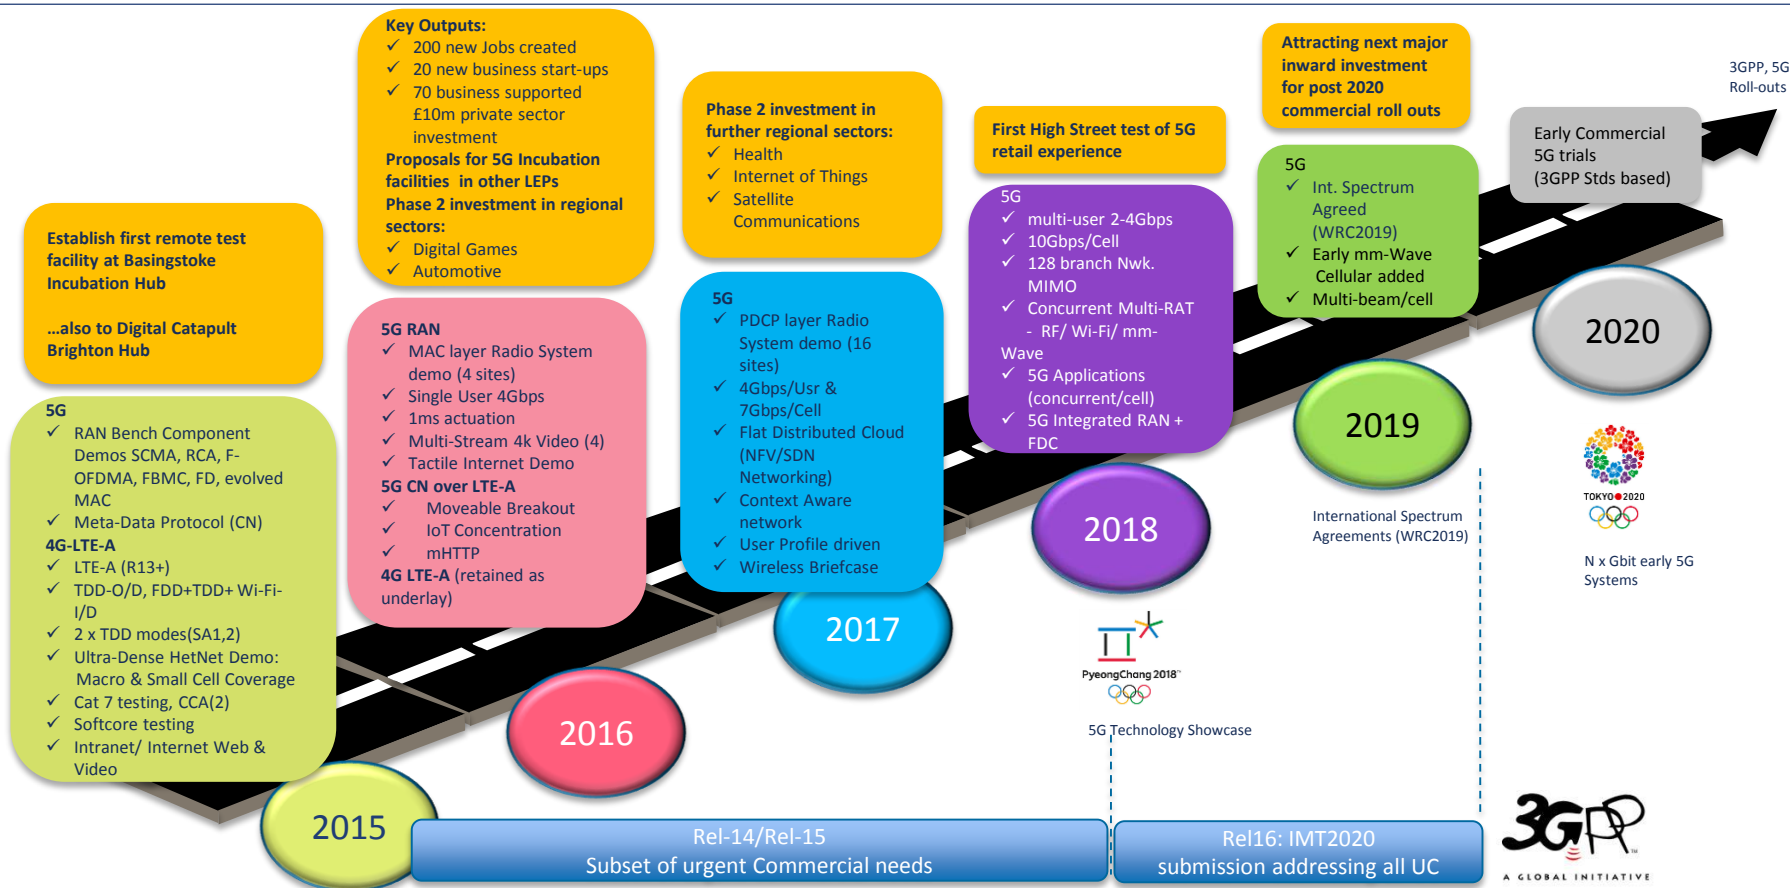 Establish first remote test
facility at Basingstoke
Incubation Hub
...also to Digital Catapult
Brighton Hub
5G
✓ RAN Bench Component
Demos SCMA, RCA, F-
OFDMA, FBMC, FD, evolved
MAC
✓ Meta-Data Protocol (CN)
4G-LTE-A
✓ LTE-A (R13+)
✓ TDD-O/D, FDD+TDD+ Wi-Fi-
I/D
✓ 2 x TDD modes(SA1,2)
✓ Ultra-Dense HetNet Demo:
Macro & Small Cell Coverage
✓ Cat 7 testing, CCA(2)
✓ Softcore testing
✓ Intranet/ Internet Web &
Video
2015
Key Outputs:
✓ 200 new Jobs created
✓ 20 new business start-ups
✓ 70 business supported
£10m private sector
investment
Proposals for 5G Incubation
facilities in other LEPs
Phase 2 investment in regional
sectors:
✓ Digital Games
✓ Automotive
5G RAN
✓ MAC layer Radio System
demo (4 sites)
✓ Single User 4Gbps
✓ 1ms actuation
✓ Multi-Stream 4k Video (4)
✓ Tactile Internet Demo
5G CN over LTE-A
✓ Moveable Breakout
✓ IoT Concentration
✓ mHTTP
4G LTE-A (retained as
underlay)
2016
Phase 2 investment in
further regional sectors:
✓ Health
✓ Internet of Things
✓ Satellite
Communications
5G
✓ PDCP layer Radio
System demo (16
sites)
✓ 4Gbps/Usr &
7Gbps/Cell
✓ Flat Distributed Cloud
(NFV/SDN
Networking)
✓ Context Aware
network
✓ User Profile driven
✓ Wireless Briefcase
2017
First High Street test of 5G
retail experience
5G
✓ multi-user 2-4Gbps
✓ 10Gbps/Cell
✓ 128 branch Nwk.
MIMO
✓ Concurrent Multi-RAT
- RF/ Wi-Fi/ mm-
Wave
✓ 5G Applications
(concurrent/cell)
✓ 5G Integrated RAN +
FDC
2018
PyeongChang 2018™
5G Technology Showcase
Attracting next major
inward investment
for post 2020
commercial roll outs
5G
✓ Int. Spectrum
Agreed
(WRC2019)
✓ Early mm-Wave
Cellular added
✓ Multi-beam/cell
2019
International Spectrum
Agreements (WRC2019)
3GPP, 5G
Roll-outs
Early Commercial
5G trials
(3GPP Stds based)
2020
TOKYO 2020
N x Gbit early 5G
Systems
Rel-14/Rel-15
Subset of urgent Commercial needs
Rel16: IMT2020
submission addressing all UC
3GPP™
A GLOBAL INITIATIVE